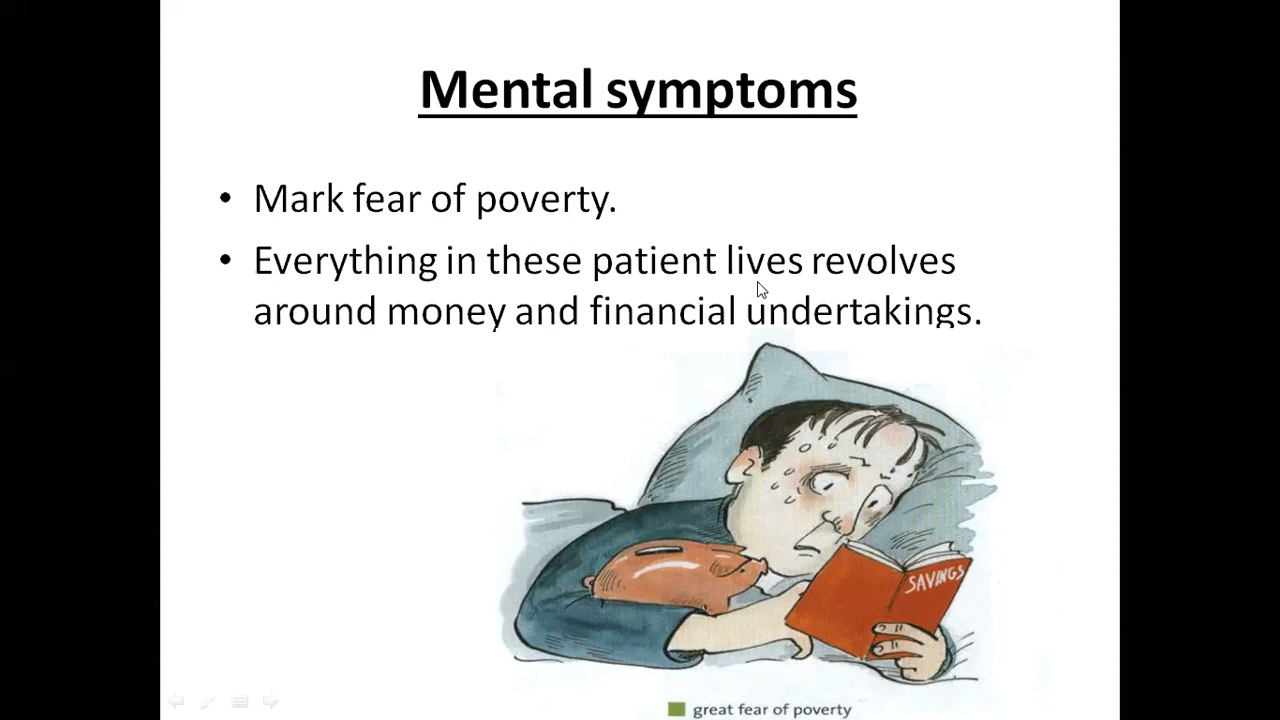 Mental symptoms
• Mark fear of poverty.
• Everything in these patient lives revolves
around money and financial undertakings.
SAVINGS
great fear of poverty